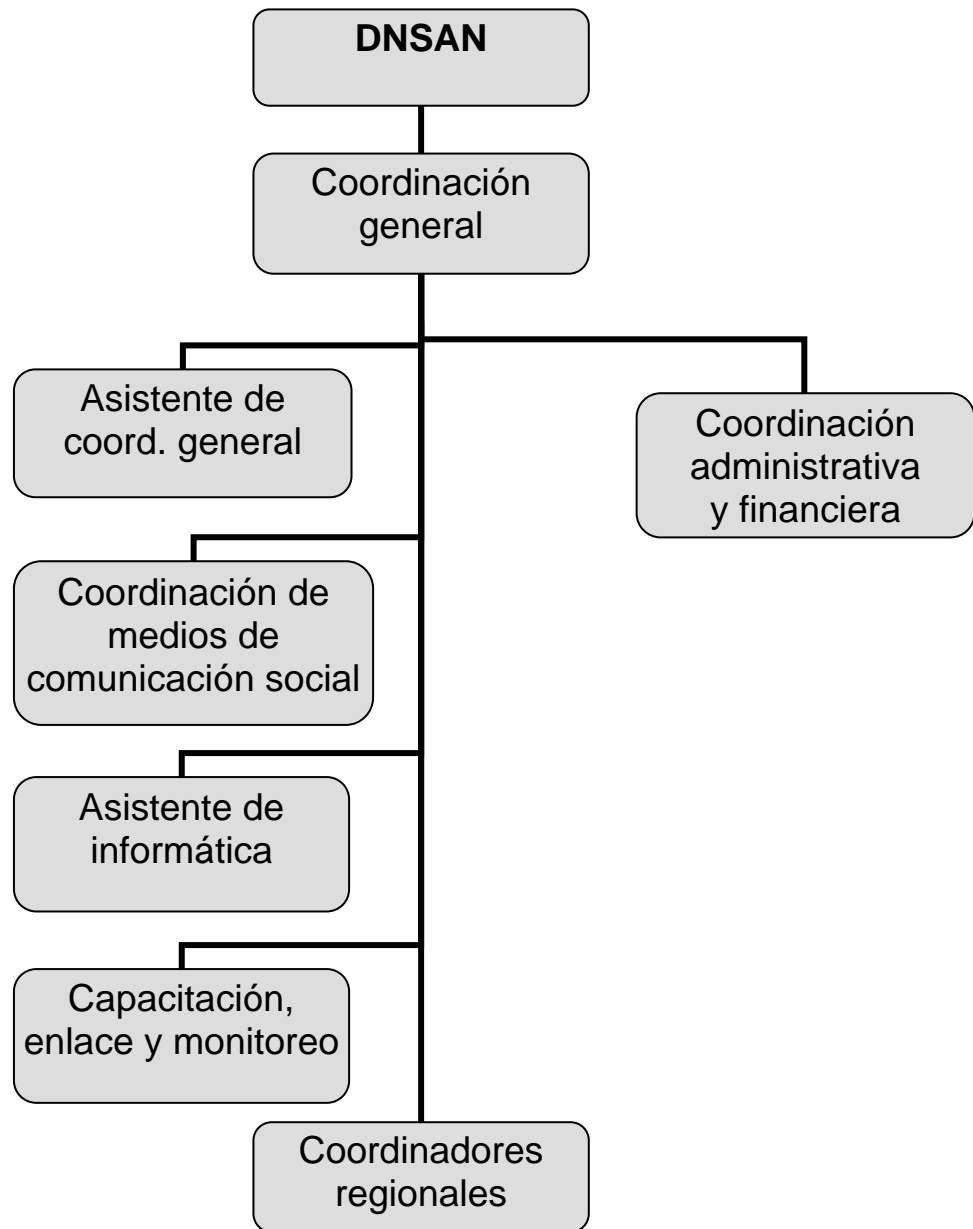 DNSAN
Coordinación
general
Asistente de
coord. general
Coordinación
administrativa
y financiera
Coordinación de
medios de
comunicación social
Asistente de
informática
Capacitación,
enlace y monitoreo
Coordinadores
regionales